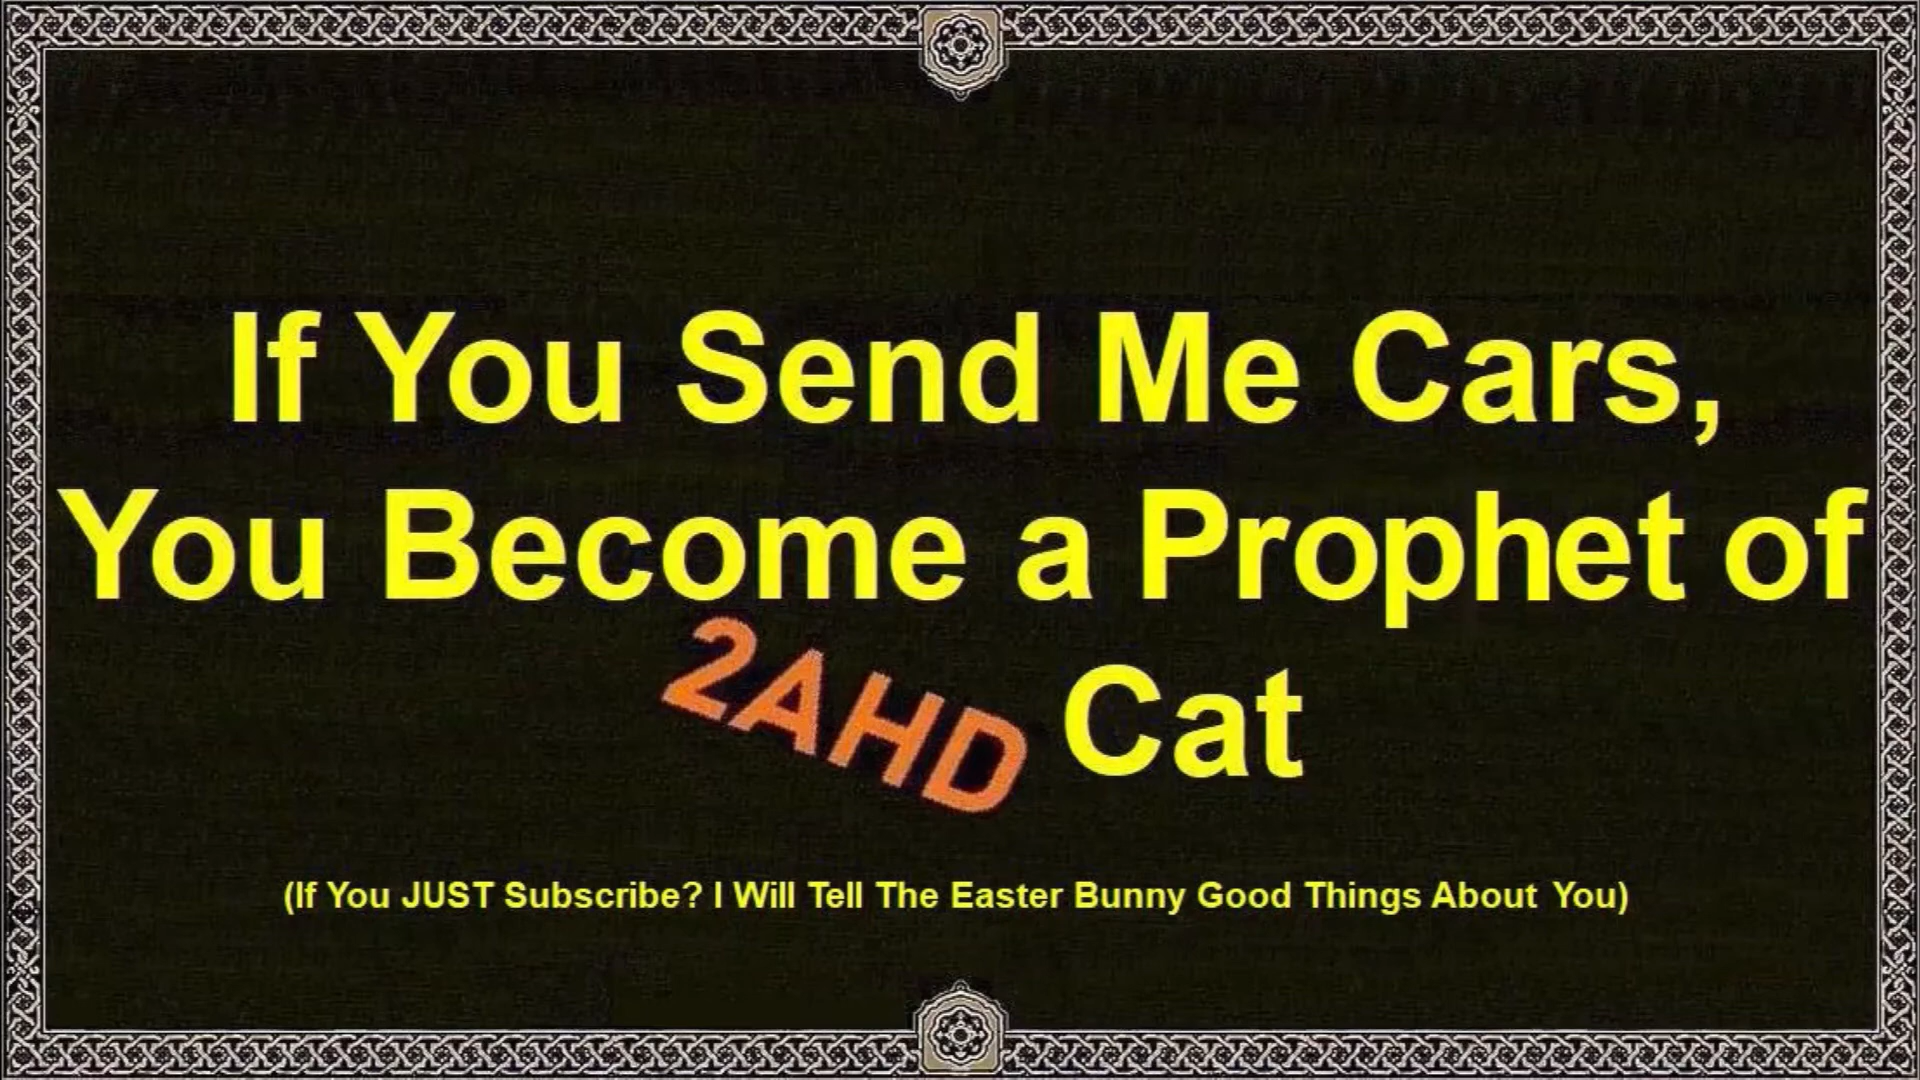 If You Send Me Cars,
You Become a Prophet of
2AHD Cat
(If You JUST Subscribe? I Will Tell The Easter Bunny Good Things About You)